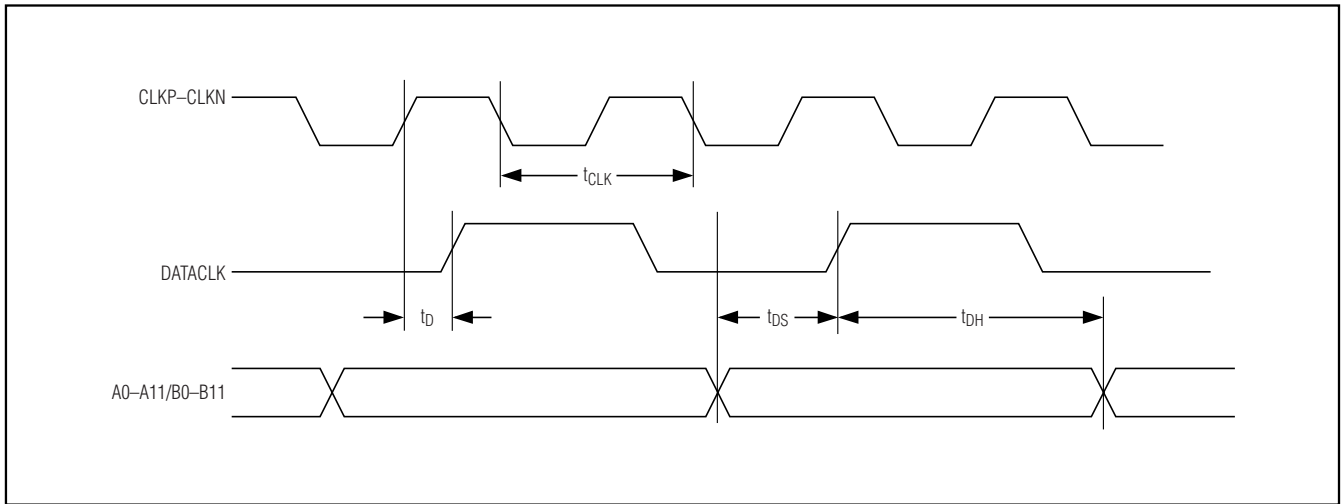 CLKP–CLKN
tCLK
DATACLK
tD
tDS
tDH
A0–A11/B0–B11